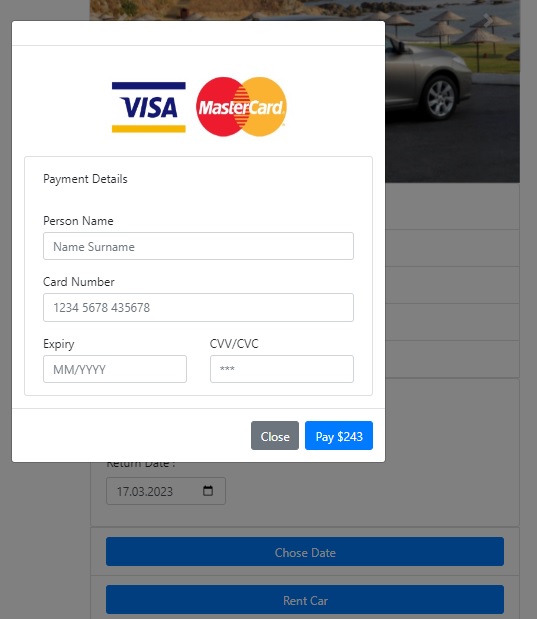 VISA MasterCard
Payment Details
Person Name
Name Surname
Card Number
1234 5678 435678
Expiry CVV/CVC
MM/YYYY ***
Close Pay $243
Return Date :
17.03.2023
Chose Date
Rent Car